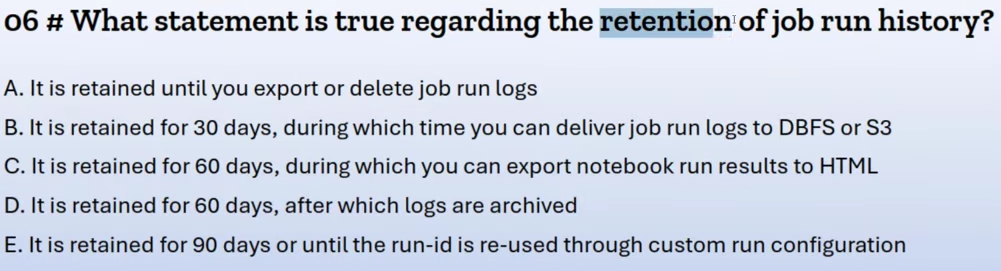 06 # What statement is true regarding the retention of job run history?
A. It is retained until you export or delete job run logs
B. It is retained for 30 days, during which time you can deliver job run logs to DBFS or S3
C. It is retained for 60 days, during which you can export notebook run results to HTML
D. It is retained for 60 days, after which logs are archived
E. It is retained for 90 days or until the run-id is re-used through custom run configuration